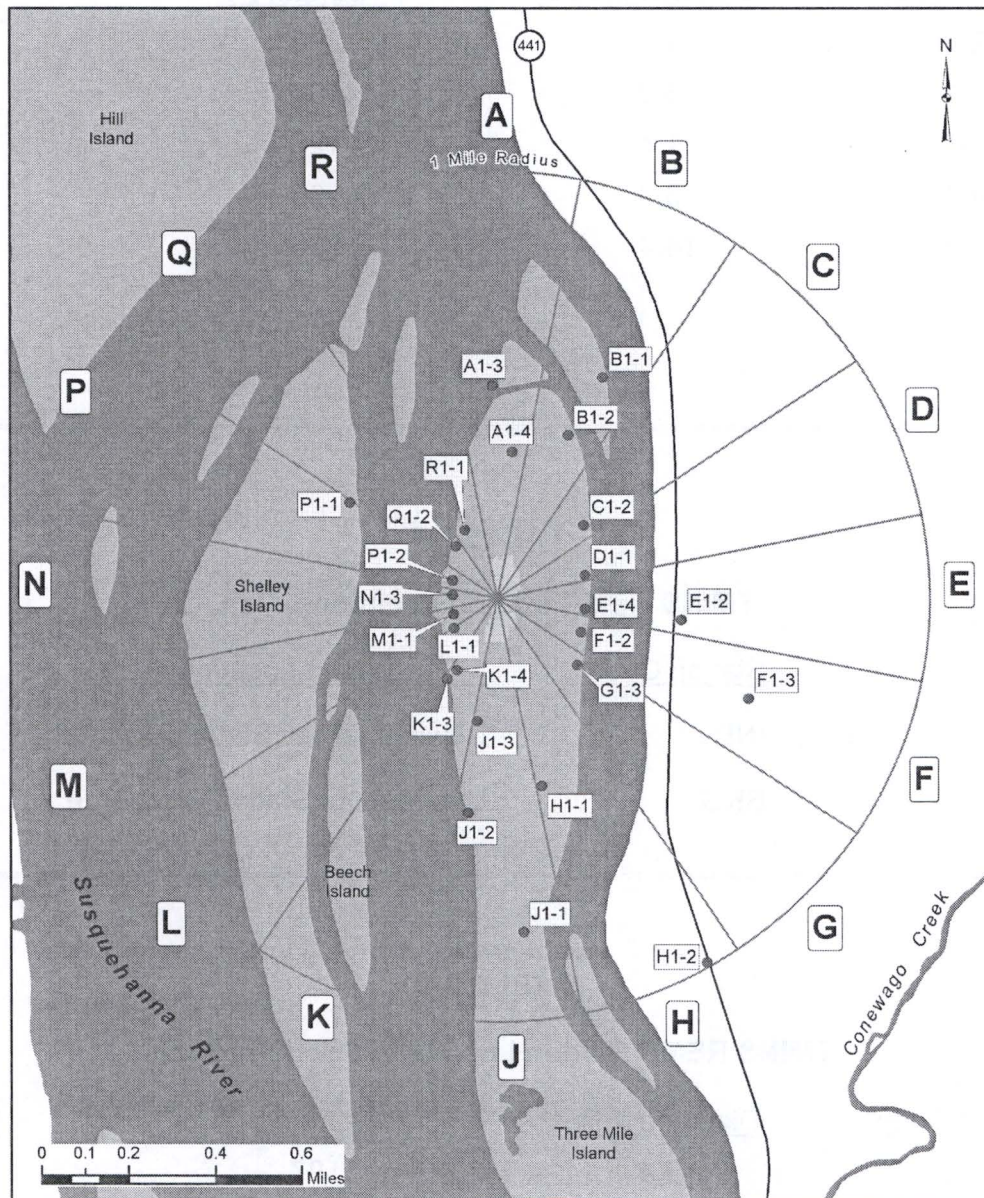 441
N
A
Hill
Island
1 Mile Radius
B
R
Q
C
A1-3
B1-1
P
D
B1-2
A1-4
R1-1
P1-1
Q1-2
C1-2
P1-2
D1-1
N
Shelley
Island
N1-3
E1-4
E1-2
E
M1-1
L1-1
F1-2
K1-4
G1-3
F1-3
K1-3
J1-3
M
H1-1
F
J1-2
Beech
Island
L
Susquehanna
River
J1-1
G
H1-2
Conewago Creek
K
H
J
Three Mile
Island
0 0.1 0.2 0.4 0.6
Miles